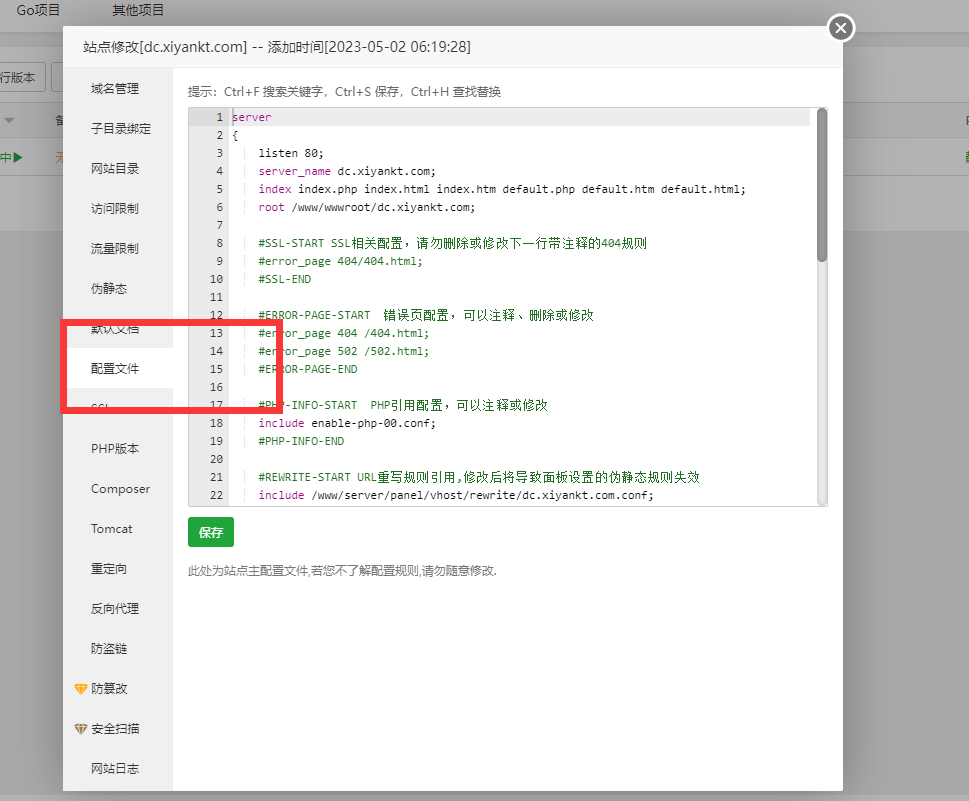 Go项目 其他项目
站点修改[dc.xiyankt.com] -- 添加时间[2023-05-02 06:19:28]
行版本
中
域名管理
子目录绑定
网站目录
访问限制
流量限制
伪静态
默认文档
配置文件
SSL
PHP版本
Composer
Tomcat
重定向
反向代理
防盗链
防篡改
安全扫描
网站日志
提示：Ctrl+F 搜索关键字，Ctrl+S 保存，Ctrl+H 查找替换
1 server
2 {
3 listen 80;
4 server_name dc.xiyankt.com;
5 index index.php index.html index.htm default.php default.htm default.html;
6 root /www/wwwroot/dc.xiyankt.com;
7
8 #SSL-START SSL相关配置，请勿删除或修改下一行带注释的404规则
9 #error_page 404/404.html;
10 #SSL-END
11
12 #ERROR-PAGE-START 错误页配置，可以注释、删除或修改
13 #error_page 404 /404.html;
14 #error_page 502 /502.html;
15 #ERROR-PAGE-END
16
17 #PHP-INFO-START PHP引用配置，可以注释或修改
18 include enable-php-00.conf;
19 #PHP-INFO-END
20
21 #REWRITE-START URL重写规则引用,修改后将导致面板设置的伪静态规则失效
22 include /www/server/panel/vhost/rewrite/dc.xiyankt.com.conf;
保存
此处为站点主配置文件,若您不了解配置规则,请勿随意修改.